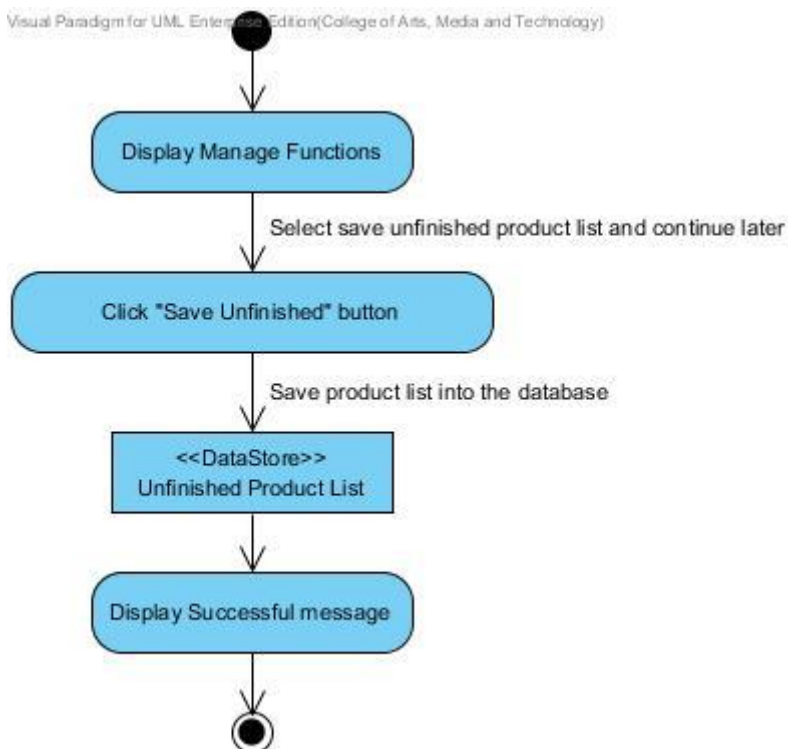 Visual Paradigm for UML Enterprise Edition(College of Arts, Media and Technology)
Display Manage Functions
Select save unfinished product list and continue later
Click "Save Unfinished" button
Save product list into the database
<<DataStore>>
Unfinished Product List
Display Successful message